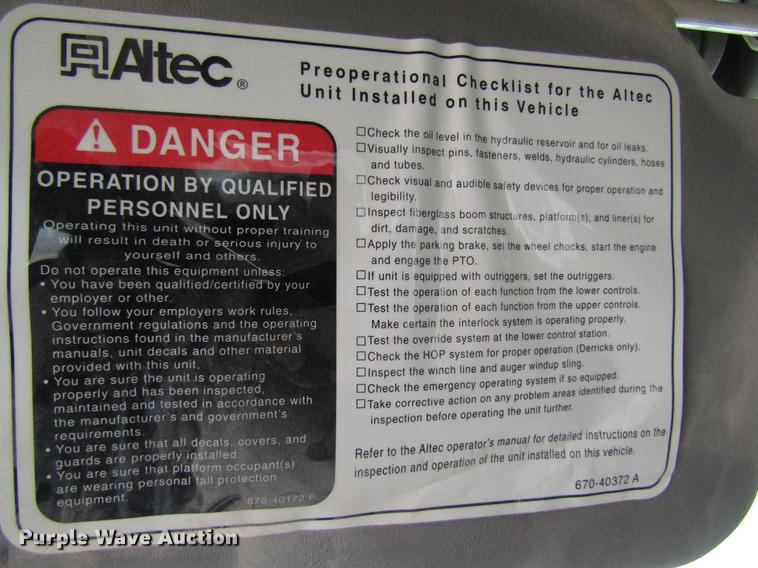 Altec®
Preoperational Checklist for the Altec
Unit Installed on this Vehicle
DANGER
OPERATION BY QUALIFIED
PERSONNEL ONLY
Operating this unit without proper training
will result in death or serious injury to
yourself and others.
Do not operate this equipment unless:
• You have been qualified/certified by your
employer or other.
• You follow your employers work rules,
Government regulations and the operating
instructions found in the manufacturer's
manuals, unit decals and other material
provided with this unit.
• You are sure the unit is operating
properly and has been inspected,
maintained and tested in accordance with
the manufacturer's and government's
requirements.
• You are sure that all decals, covers, and
guards are properly installed.
• You are sure that platform occupant(s)
are wearing personal fall protection
equipment.
670-40172 F
☐ Check the oil level in the hydraulic reservoir and for oil leaks.
☐ Visually inspect pins, fasteners, welds, hydraulic cylinders, hoses
and tubes.
☐ Check visual and audible safety devices for proper operation and
legibility.
☐ Inspect fiberglass boom structures, platform(s), and liner(s) for
dirt, damage, and scratches.
☐ Apply the parking brake, set the wheel chocks, start the engine
and engage the PTO.
☐ If unit is equipped with outriggers, set the outriggers.
☐ Test the operation of each function from the lower controls.
☐ Test the operation of each function from the upper controls.
Make certain the interlock system is operating properly.
☐ Test the override system at the lower control station.
☐ Check the HOP system for proper operation (Derricks only).
☐ Inspect the winch line and auger windup sling.
☐ Check the emergency operating system if so equipped.
☐ Take corrective action on any problem areas identified during the
inspection before operating the unit further.
Refer to the Altec operator's manual for detailed instructions on the
inspection and operation of the unit installed on this vehicle.
670-40372 A
Purple Wave Auction